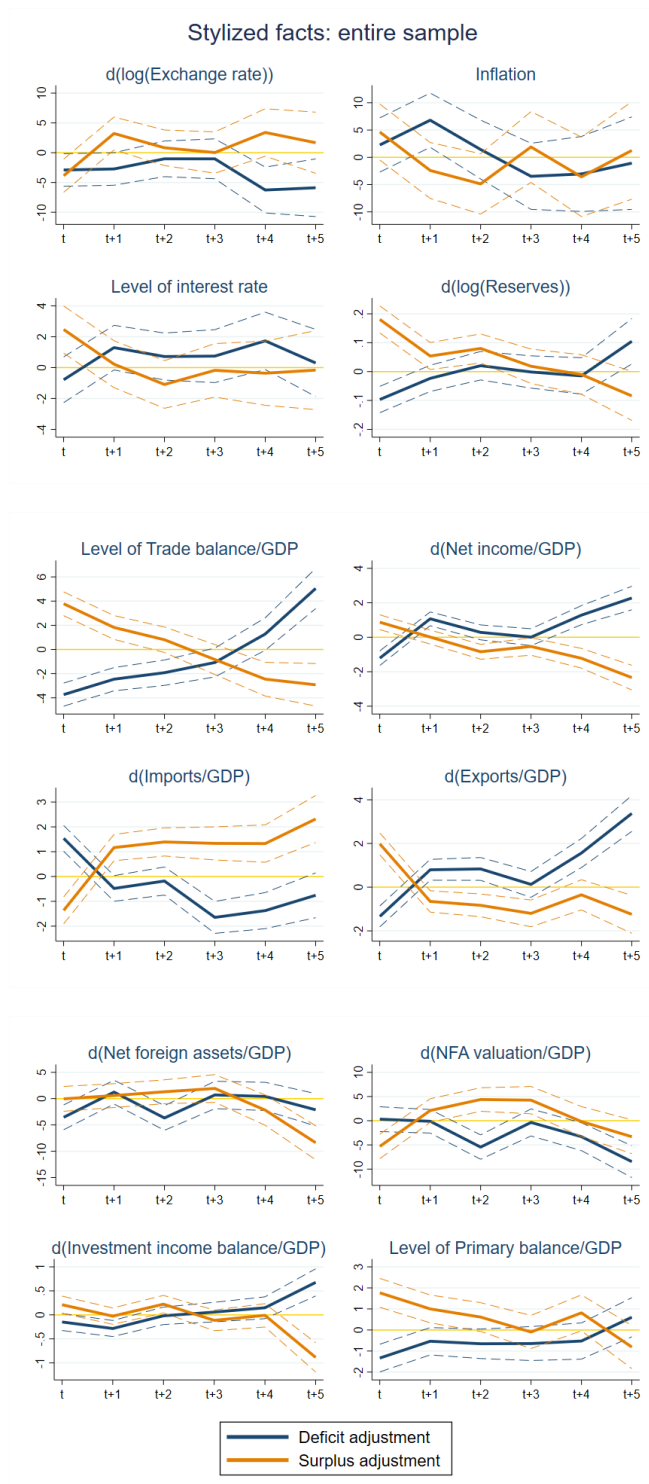 Stylized facts: entire sample
d(log(Exchange rate))
10
5
0
-5
-10
t t+1 t+2 t+3 t+4 t+5
Inflation
10
5
0
-5
-10
t t+1 t+2 t+3 t+4 t+5
Level of interest rate
4
2
0
-2
-4
t t+1 t+2 t+3 t+4 t+5
d(log(Reserves))
.2
.1
0
-.1
-.2
t t+1 t+2 t+3 t+4 t+5
Level of Trade balance/GDP
6
4
2
0
-2
-4
t t+1 t+2 t+3 t+4 t+5
d(Net income/GDP)
4
2
0
-2
-4
t t+1 t+2 t+3 t+4 t+5
d(Imports/GDP)
3
2
1
0
-1
-2
t t+1 t+2 t+3 t+4 t+5
d(Exports/GDP)
4
2
0
-2
t t+1 t+2 t+3 t+4 t+5
d(Net foreign assets/GDP)
5
0
-5
-10
-15
t t+1 t+2 t+3 t+4 t+5
d(NFA valuation/GDP)
10
5
0
-5
-10
t t+1 t+2 t+3 t+4 t+5
d(Investment income balance/GDP)
1
.5
0
-.5
-1
t t+1 t+2 t+3 t+4 t+5
Level of Primary balance/GDP
3
2
1
0
-1
-2
t t+1 t+2 t+3 t+4 t+5
Deficit adjustment
Surplus adjustment